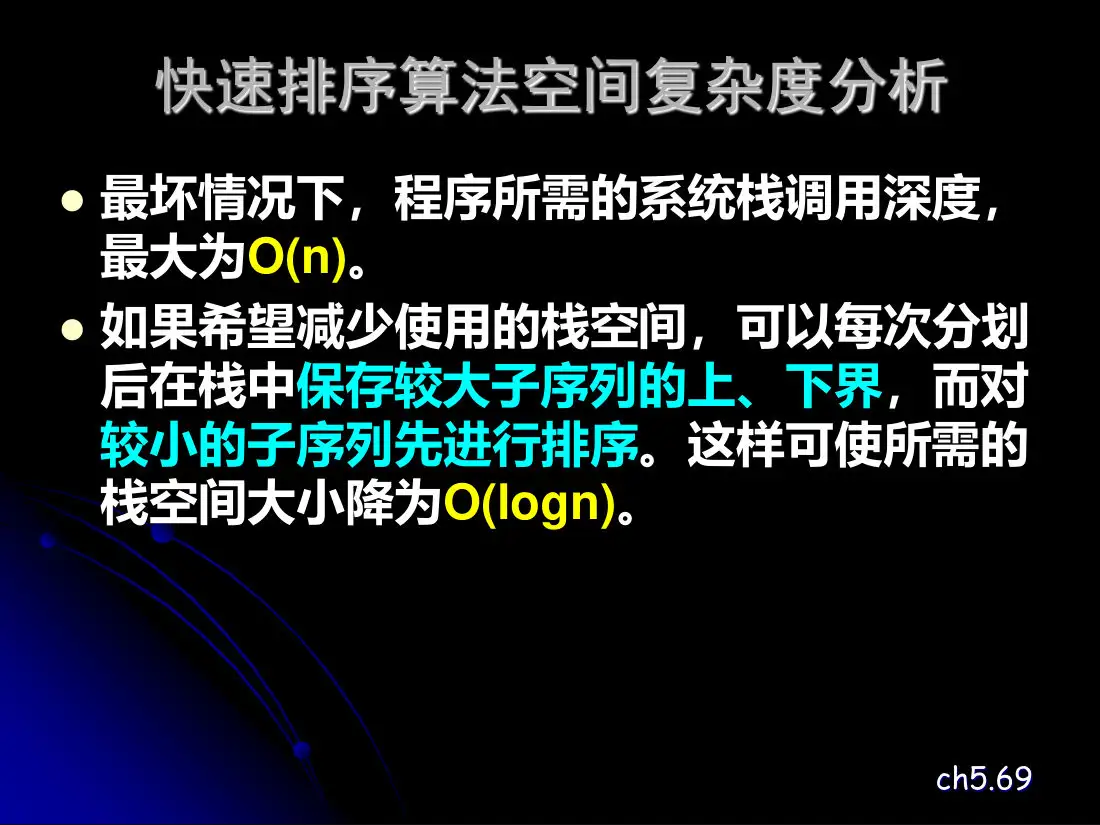 快速排序算法空间复杂度分析
最坏情况下，程序所需的系统栈调用深度，
最大为O(n)。
如果希望减少使用的栈空间，可以每次分划
后在栈中保存较大子序列的上、下界，而对
较小的子序列先进行排序。这样可使所需的
栈空间大小降为O(logn)。
ch5.69